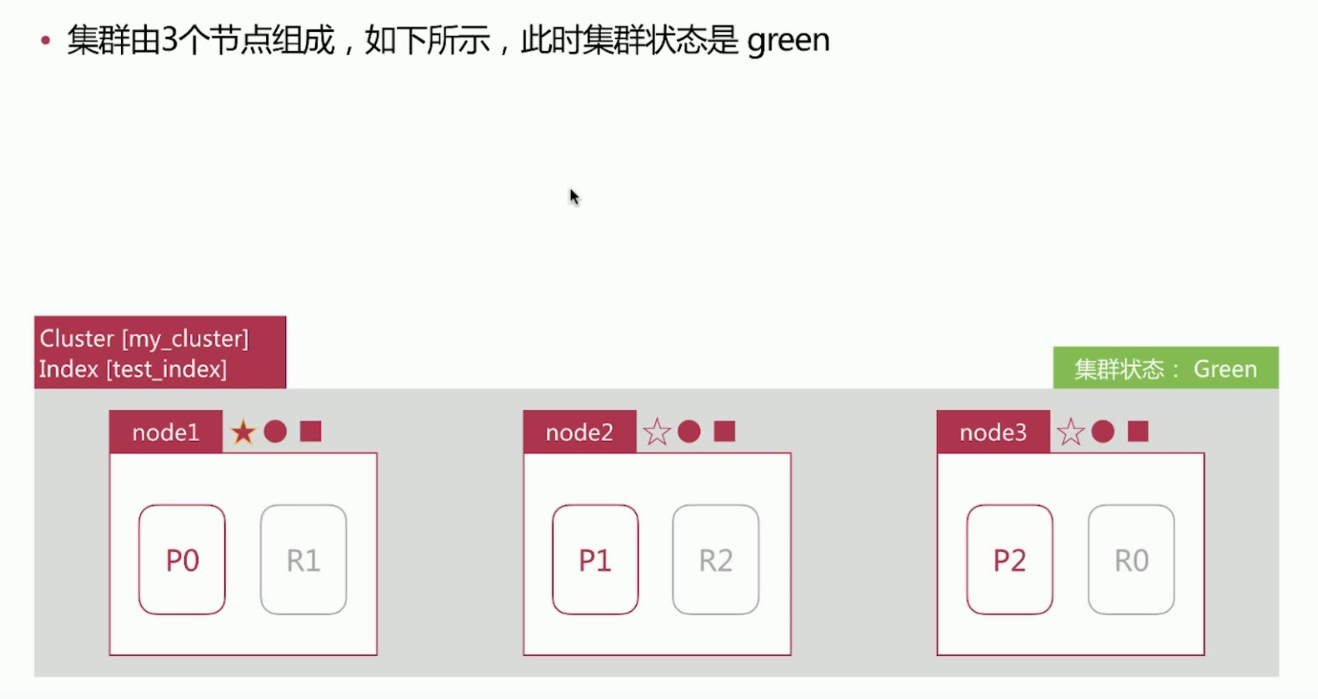 集群由3个节点组成，如下所示，此时集群状态是 green
Cluster [my_cluster]
Index [test_index]
集群状态： Green
node1
node2
node3
P0
R1
P1
R2
P2
R0